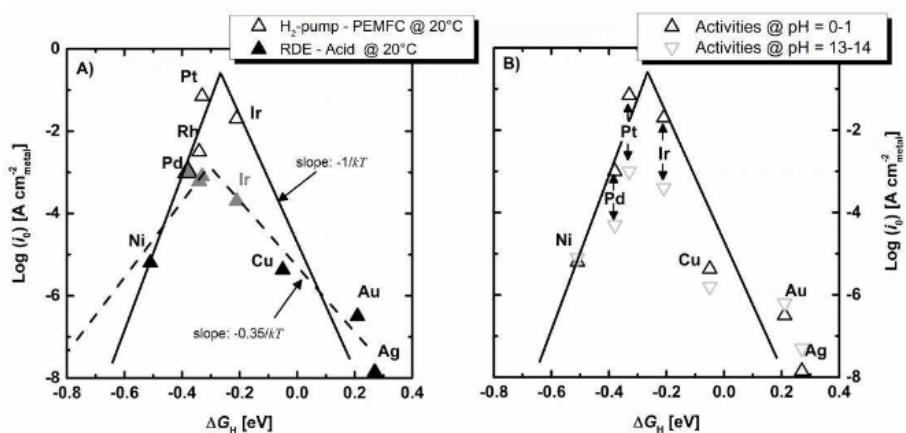 H₂-pump - PEMFC @ 20°C
RDE - Acid @ 20°C
A)
Log (i₀) [A cm⁻²metal]
0
-2
-4
-6
-8
Pt
Ir
Rh
Pd
Ir
slope: -1/kT
Ni
Cu
Au
slope: -0.35/kT
Ag
-0.8 -0.6 -0.4 -0.2 0.0 0.2 0.4
ΔG_H [eV]
Activities @ pH = 0-1
Activities @ pH = 13-14
B)
0
-2
-4
-6
-8
Log (i₀) [A cm⁻²metal]
Pt
Ir
Pd
Ni
Cu
Au
Ag
-0.8 -0.6 -0.4 -0.2 0.0 0.2 0.4
ΔG_H [eV]